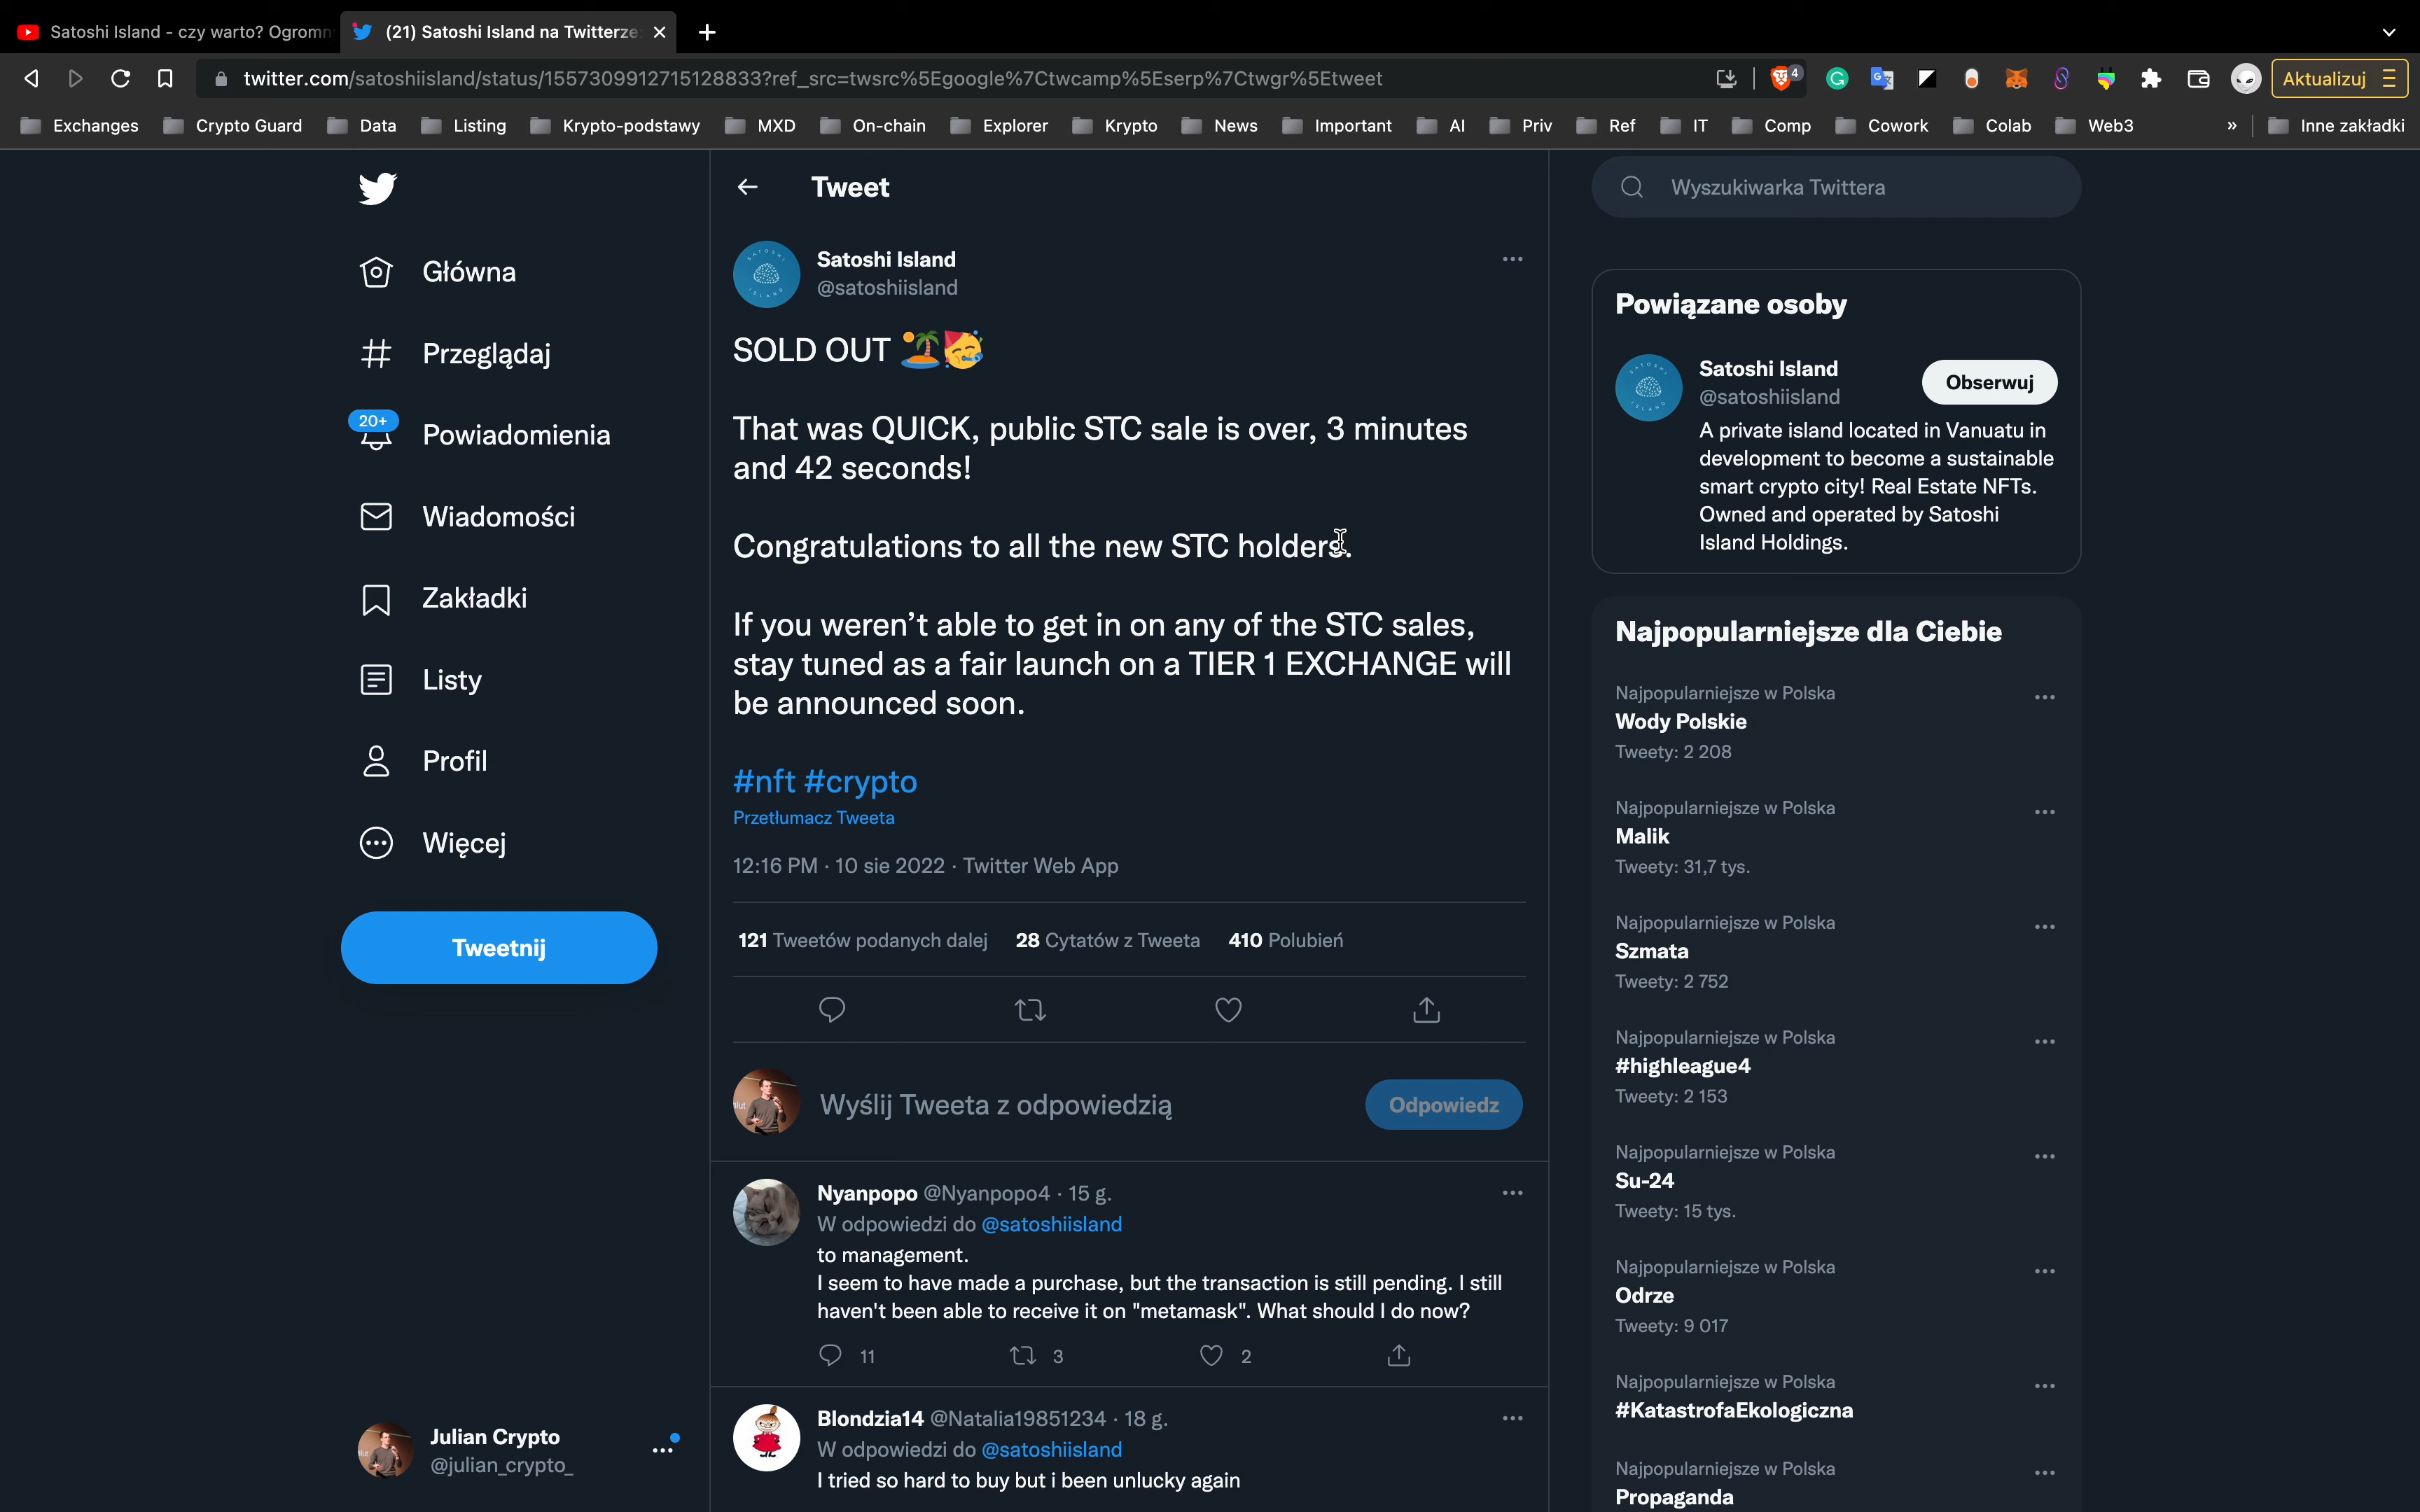 Satoshi Island - czy warto? Ogromn
(21) Satoshi Island na Twitterze:
twitter.com/satoshiisland/status/1557309912715128833?ref_src=twsrc%5Egoogle%7Ctwcamp%5Eserp%7Ctwgr%5Etweet
4
Aktualizuj
Exchanges Crypto Guard Data Listing Krypto-podstawy MXD On-chain Explorer Krypto News Important AI Priv Ref IT Comp Cowork Colab Web3 » Inne zakładki
Główna
Przeglądaj
20+
Powiadomienia
Wiadomości
Zakładki
Listy
Profil
Więcej
Tweetnij
Julian Crypto
@julian_crypto_
Tweet
Satoshi Island
@satoshiisland
SOLD OUT 🏝️🥳
That was QUICK, public STC sale is over, 3 minutes
and 42 seconds!
Congratulations to all the new STC holders.
If you weren’t able to get in on any of the STC sales,
stay tuned as a fair launch on a TIER 1 EXCHANGE will
be announced soon.
#nft #crypto
Przetłumacz Tweeta
12:16 PM · 10 sie 2022 · Twitter Web App
121 Tweetów podanych dalej 28 Cytatów z Tweeta 410 Polubień
Wyślij Tweeta z odpowiedzią
Odpowiedz
Nyanpopo @Nyanpopo4 · 15 g.
W odpowiedzi do @satoshiisland
to management.
I seem to have made a purchase, but the transaction is still pending. I still
haven't been able to receive it on "metamask". What should I do now?
11 3 2
Blondzia14 @Natalia19851234 · 18 g.
W odpowiedzi do @satoshiisland
I tried so hard to buy but i been unlucky again
Wyszukiwarka Twittera
Powiązane osoby
Satoshi Island
@satoshiisland
Obserwuj
A private island located in Vanuatu in
development to become a sustainable
smart crypto city! Real Estate NFTs.
Owned and operated by Satoshi
Island Holdings.
Najpopularniejsze dla Ciebie
Najpopularniejsze w Polska
Wody Polskie
Tweety: 2 208
Najpopularniejsze w Polska
Malik
Tweety: 31,7 tys.
Najpopularniejsze w Polska
Szmata
Tweety: 2 752
Najpopularniejsze w Polska
#highleague4
Tweety: 2 153
Najpopularniejsze w Polska
Su-24
Tweety: 15 tys.
Najpopularniejsze w Polska
Odrze
Tweety: 9 017
Najpopularniejsze w Polska
#KatastrofaEkologiczna
Najpopularniejsze w Polska
Propaganda